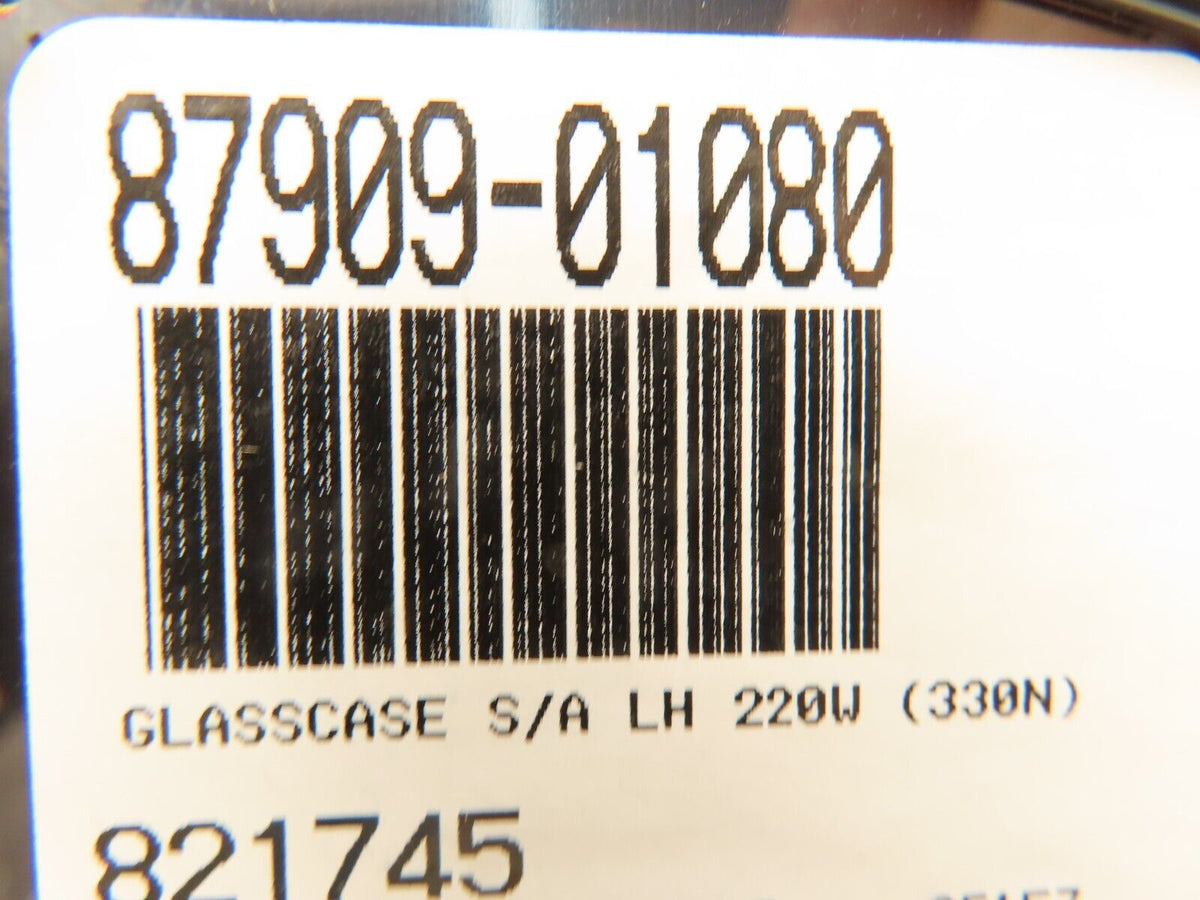 87909-01080
GLASSCASE S/A LH 220W (330N)
821745